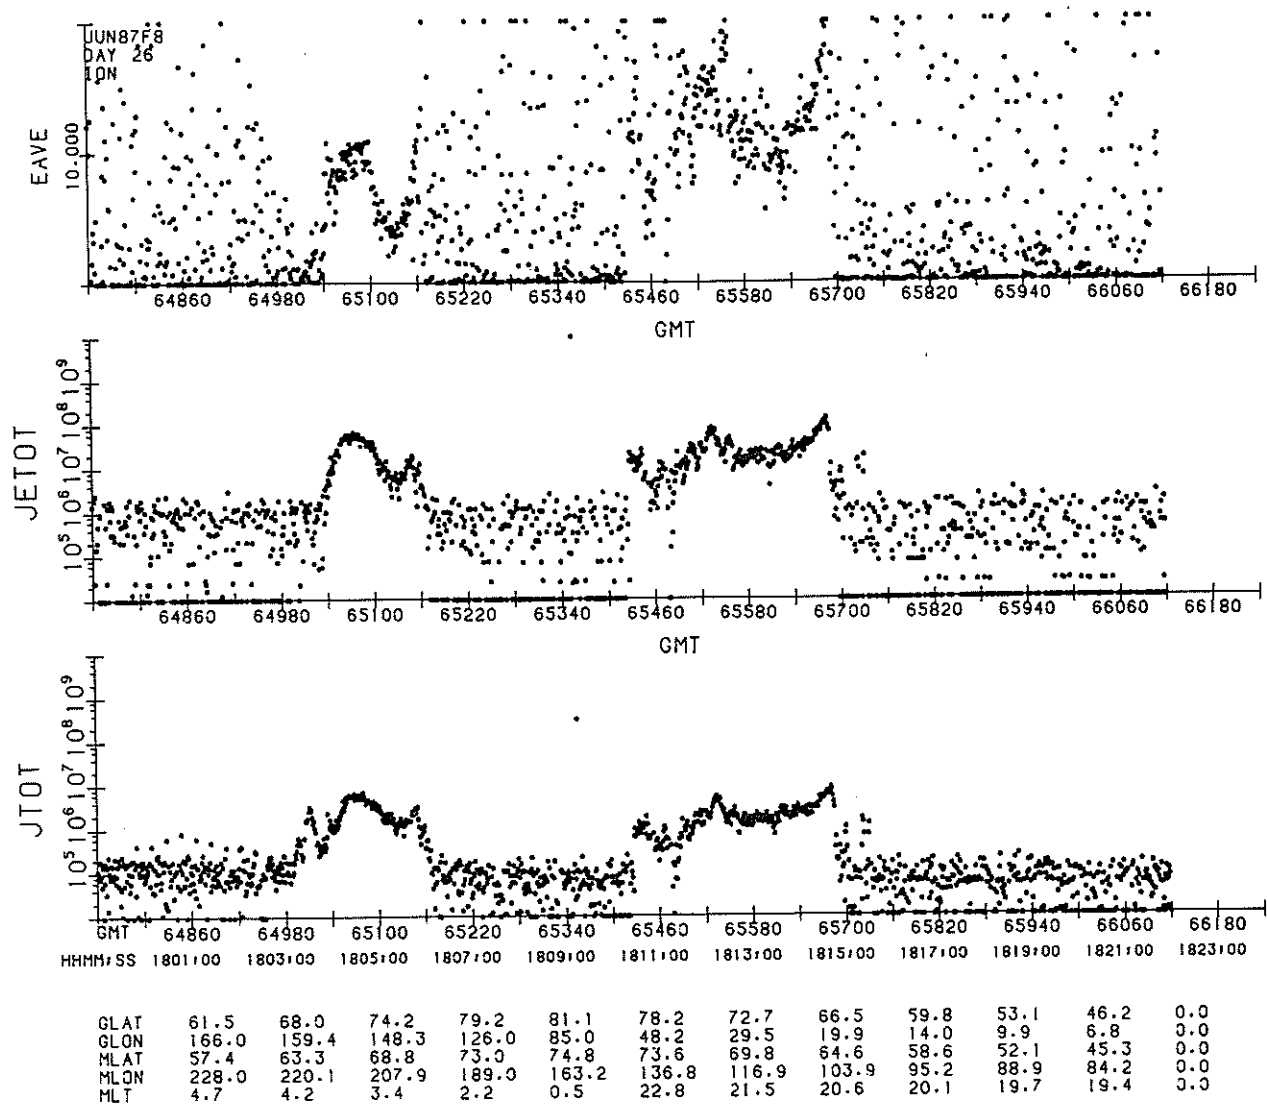 JUN87F8
DAY 26
ION
EAVE
10,000
64860 64980 65100 65220 65340 65460 65580 65700 65820 65940 66060 66180
GMT
JETOT
10^5 10^6 10^7 10^8 10^9
64860 64980 65100 65220 65340 65460 65580 65700 65820 65940 66060 66180
GMT
JTOT
10^5 10^6 10^7 10^8 10^9
GMT 64860 64980 65100 65220 65340 65460 65580 65700 65820 65940 66060 66180
HHMM:SS 1801:00 1803:00 1805:00 1807:00 1809:00 1811:00 1813:00 1815:00 1817:00 1819:00 1821:00 1823:00
GLAT 61.5 68.0 74.2 79.2 81.1 78.2 72.7 66.5 59.8 53.1 46.2 0.0
GLON 166.0 159.4 148.3 126.0 85.0 48.2 29.5 19.9 14.0 9.9 6.8 0.0
MLAT 57.4 63.3 68.8 73.0 74.8 73.6 69.8 64.6 58.6 52.1 45.3 0.0
MLON 228.0 220.1 207.9 189.0 163.2 136.8 116.9 103.9 95.2 88.9 84.2 0.0
MLT 4.7 4.2 3.4 2.2 0.5 22.8 21.5 20.6 20.1 19.7 19.4 0.0